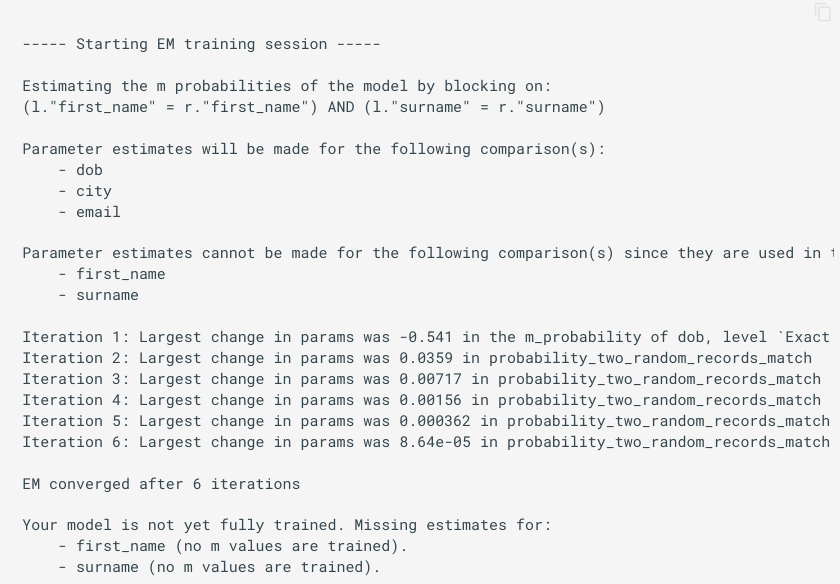 ----- Starting EM training session -----
Estimating the m probabilities of the model by blocking on:
(l."first_name" = r."first_name") AND (l."surname" = r."surname")
Parameter estimates will be made for the following comparison(s):
    - dob
    - city
    - email
Parameter estimates cannot be made for the following comparison(s) since they are used in
    - first_name
    - surname
Iteration 1: Largest change in params was -0.541 in the m_probability of dob, level `Exact
Iteration 2: Largest change in params was 0.0359 in probability_two_random_records_match
Iteration 3: Largest change in params was 0.00717 in probability_two_random_records_match
Iteration 4: Largest change in params was 0.00156 in probability_two_random_records_match
Iteration 5: Largest change in params was 0.000362 in probability_two_random_records_match
Iteration 6: Largest change in params was 8.64e-05 in probability_two_random_records_match
EM converged after 6 iterations
Your model is not yet fully trained. Missing estimates for:
    - first_name (no m values are trained).
    - surname (no m values are trained).